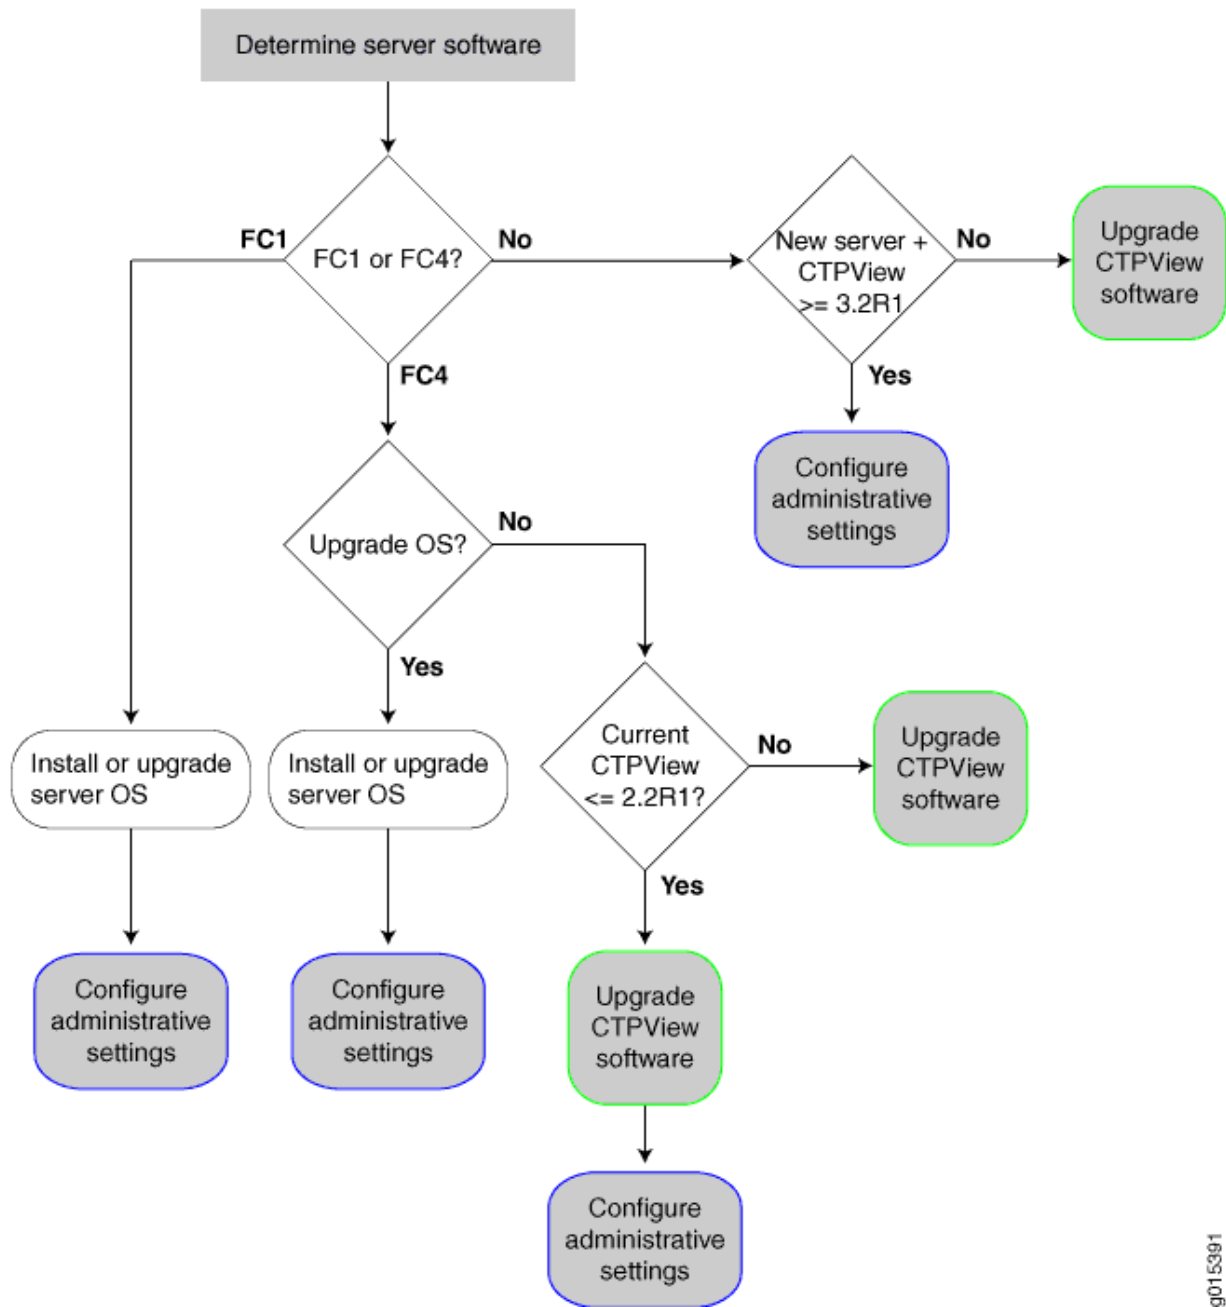 Determine server software
FC1
FC1 or FC4?
No
FC4
New server +
CTPView
>= 3.2R1
No
Upgrade
CTPView
software
Yes
Configure
administrative
settings
Upgrade OS?
No
Yes
Install or upgrade
server OS
Install or upgrade
server OS
Current
CTPView
<= 2.2R1?
No
Upgrade
CTPView
software
Yes
Configure
administrative
settings
Configure
administrative
settings
Upgrade
CTPView
software
Configure
administrative
settings
g015391